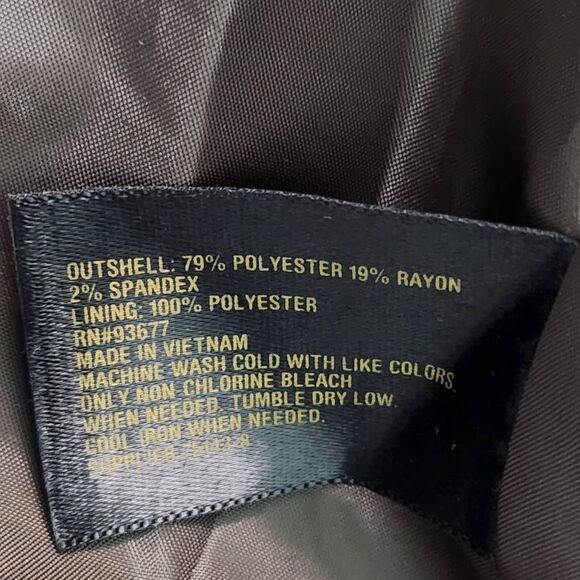 OUTSHELL: 79% POLYESTER 19% RAYON
2% SPANDEX
LINING: 100% POLYESTER
RN#93677
MADE IN VIETNAM
MACHINE WASH COLD WITH LIKE COLORS.
ONLY NON CHLORINE BLEACH
WHEN NEEDED. TUMBLE DRY LOW.
COOL IRON WHEN NEEDED.
SUPPLIER